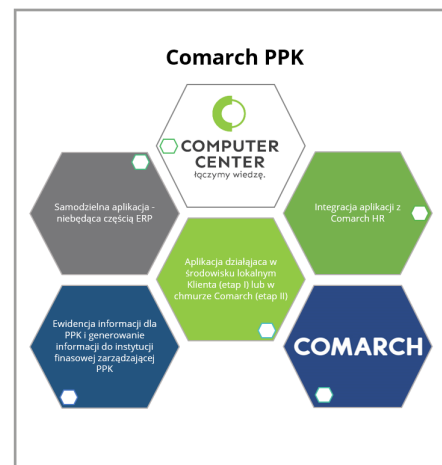 Comarch PPK
COMPUTER
CENTER
łączymy wiedzę.
Samodzielna aplikacja -
niebędąca częścią ERP
Integracja aplikacji z
Comarch HR
Aplikacja działająca w
środowisku lokalnym
Klienta (etap I) lub w
chmurze Comarch (etap II)
Ewidencja informacji dla
PPK i generowanie
informacji do instytucji
finasowej zarządzającej
PPK
COMARCH